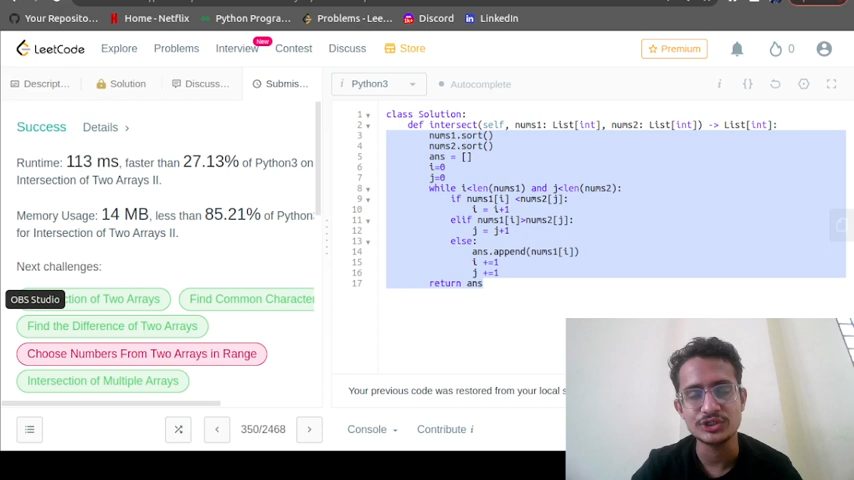 Your Reposito...
Home - Netflix
Python Progra...
Problems - Lee...
Discord
LinkedIn
LeetCode
Explore
Problems
Interview
New
Contest
Discuss
Store
Premium
0
Descript...
Solution
Discuss...
Submis...
i
Python3
Autocomplete
i
{}
Success
Details
Runtime: 113 ms, faster than 27.13% of Python3 on
Intersection of Two Arrays II.
Memory Usage: 14 MB, less than 85.21% of Python
for Intersection of Two Arrays II.
Next challenges:
OBS Studio
ction of Two Arrays
Find Common Character
Find the Difference of Two Arrays
Choose Numbers From Two Arrays in Range
Intersection of Multiple Arrays
1 class Solution:
2 def intersect(self, nums1: List[int], nums2: List[int]) -> List[int]:
3 nums1.sort()
4 nums2.sort()
5 ans = []
6 i=0
7 j=0
8 while i<len(nums1) and j<len(nums2):
9 if nums1[i] <nums2[j]:
10 i = i+1
11 elif nums1[i]>nums2[j]:
12 j = j+1
13 else:
14 ans.append(nums1[i])
15 i +=1
16 j +=1
17 return ans
Your previous code was restored from your local s
350/2468
Console
Contribute i